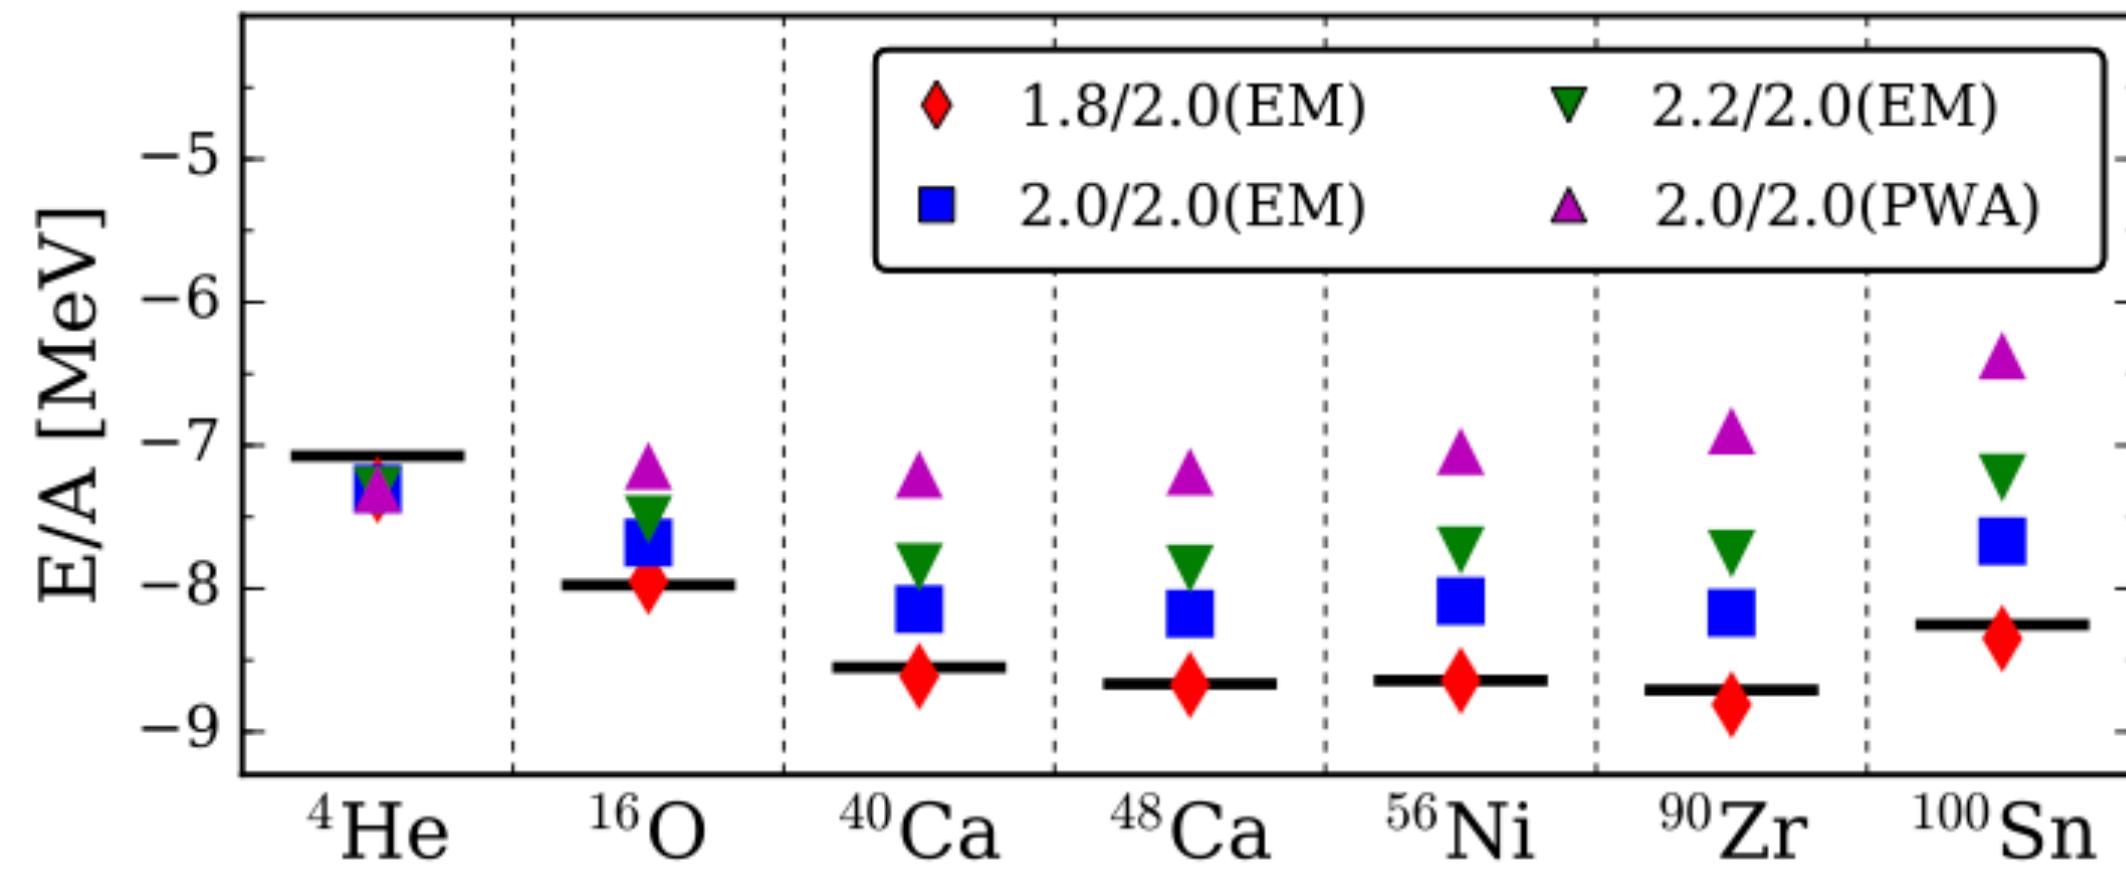 1.8/2.0(EM) 2.2/2.0(EM)
2.0/2.0(EM) 2.0/2.0(PWA)
E/A [MeV]
−5
−6
−7
−8
−9
⁴He ¹⁶O ⁴⁰Ca ⁴⁸Ca ⁵⁶Ni ⁹⁰Zr ¹⁰⁰Sn